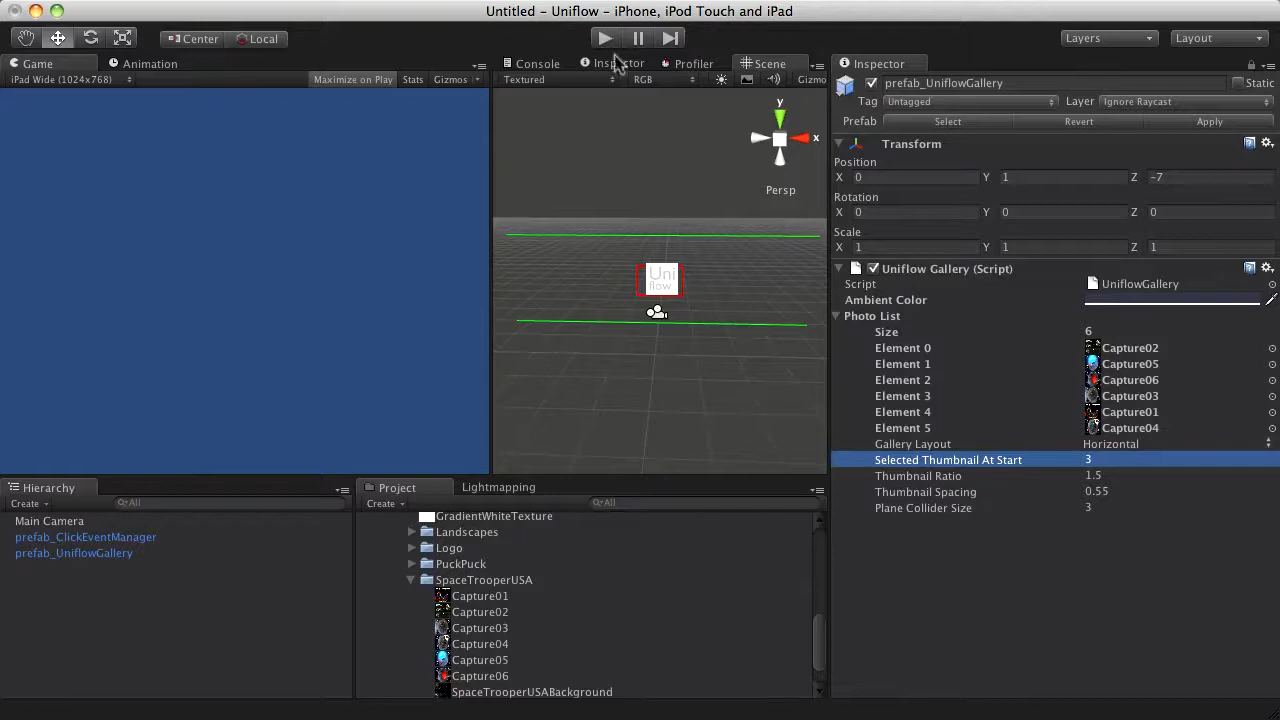 Untitled - Uniflow - iPhone, iPod Touch and iPad
Center Local Layers Layout
Game Animation
iPad Wide (1024x768) Maximize on Play Stats Gizmos
Console Inspector Profiler Scene
Textured RGB Gizmo
y
x
Persp
Uni
flow
Inspector
prefab_UniflowGallery Static
Tag Untagged Layer Ignore Raycast
Prefab Select Revert Apply
Transform
Position
X 0 Y 1 Z -7
Rotation
X 0 Y 0 Z 0
Scale
X 1 Y 1 Z 1
Uniflow Gallery (Script)
Script UniflowGallery
Ambient Color
Photo List
Size 6
Element 0 Capture02
Element 1 Capture05
Element 2 Capture06
Element 3 Capture03
Element 4 Capture01
Element 5 Capture04
Gallery Layout Horizontal
Selected Thumbnail At Start 3
Thumbnail Ratio 1.5
Thumbnail Spacing 0.55
Plane Collider Size 3
Hierarchy
Create All
Main Camera
prefab_ClickEventManager
prefab_UniflowGallery
Project Lightmapping
Create All
GradientWhiteTexture
Landscapes
Logo
PuckPuck
SpaceTrooperUSA
Capture01
Capture02
Capture03
Capture04
Capture05
Capture06
SpaceTrooperUSABackground